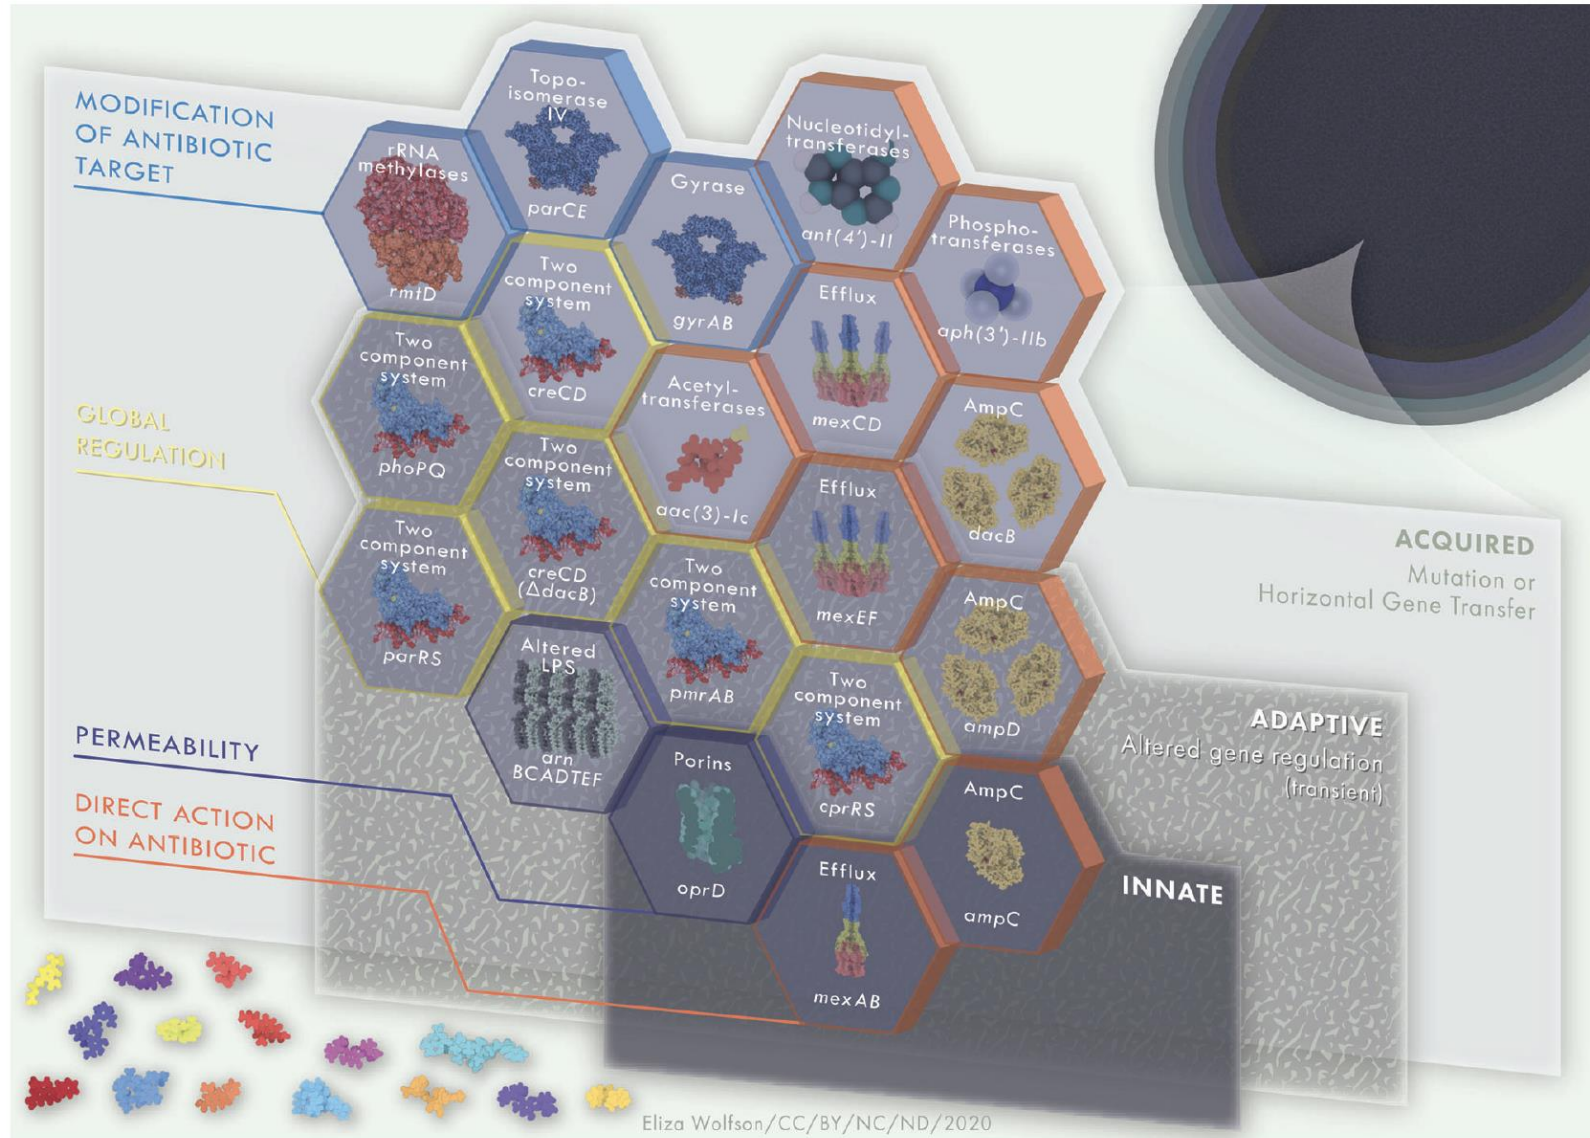 MODIFICATION
OF ANTIBIOTIC
TARGET
GLOBAL
REGULATION
PERMEABILITY
DIRECT ACTION
ON ANTIBIOTIC
Topo-
isomerase
IV
parCE
rRNA
methylases
rmtD
Gyrase
gyrAB
Nucleotidyl-
transferases
ant(4')-II
Phospho-
transferases
aph(3')-IIb
Two
component
system
creCD
Efflux
mexCD
Two
component
system
phoPQ
Acetyl-
transferases
aac(3)-Ic
AmpC
dacB
Two
component
system
creCD
(ΔdacB)
Efflux
mexEF
Two
component
system
parRS
Two
component
system
pmrAB
AmpC
ampD
Altered
LPS
arn
BCADTEF
Two
component
system
cprRS
Porins
oprD
AmpC
ampC
Efflux
mexAB
ACQUIRED
Mutation or
Horizontal Gene Transfer
ADAPTIVE
Altered gene regulation
(transient)
INNATE
Eliza Wolfson/CC/BY/NC/ND/2020